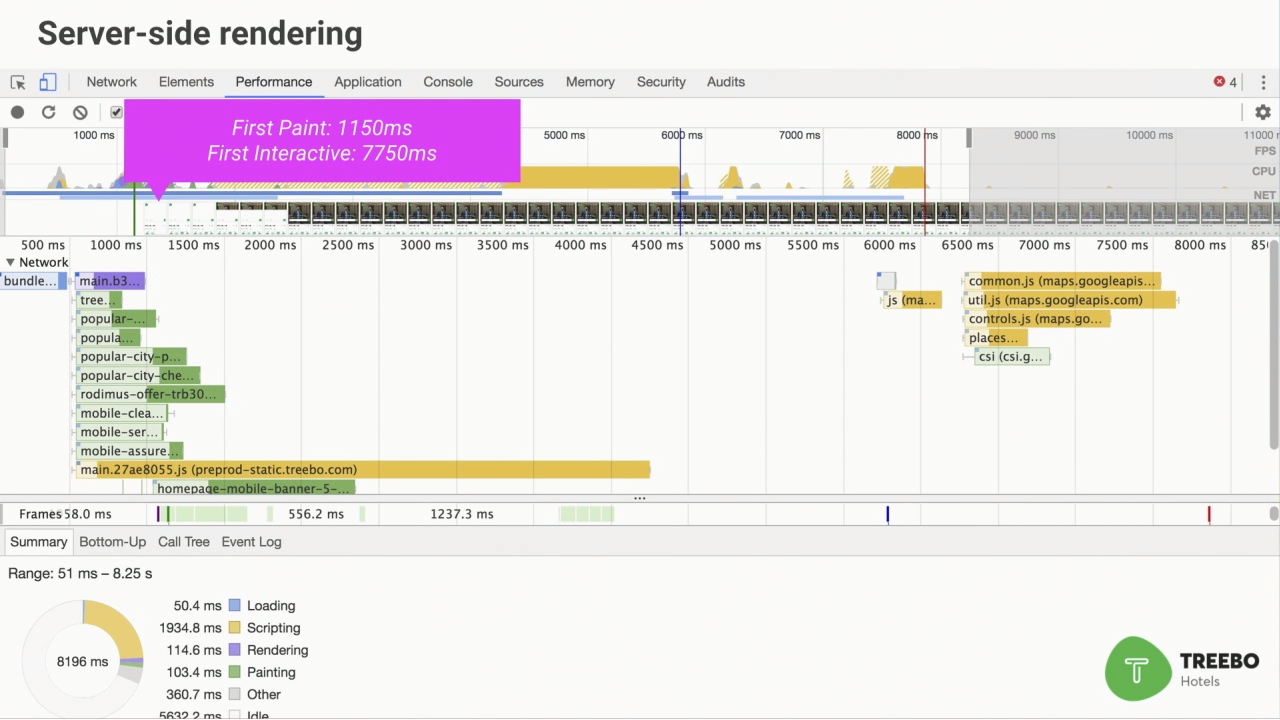 Server-side rendering
Network Elements Performance Application Console Sources Memory Security Audits 4
First Paint: 1150ms
First Interactive: 7750ms
1000 ms 5000 ms 6000 ms 7000 ms 8000 ms 9000 ms 10000 ms 11000
FPS
CPU
NET
500 ms 1000 ms 1500 ms 2000 ms 2500 ms 3000 ms 3500 ms 4000 ms 4500 ms 5000 ms 5500 ms 6000 ms 6500 ms 7000 ms 7500 ms 8000 ms 85
Network
bundle... main.b3... common.js (maps.googleapis...
tree... js (ma... util.js (maps.googleapis.com)
popular-... controls.js (maps.go...
popula... places...
popular-city-p... csi (csi.g...
popular-city-che...
rodimus-offer-trb30...
mobile-clea...
mobile-ser...
mobile-assure...
main.27ae8055.js (preprod-static.treebo.com)
homepage-mobile-banner-5-...
...
Frames 58.0 ms 556.2 ms 1237.3 ms
Summary Bottom-Up Call Tree Event Log
Range: 51 ms – 8.25 s
50.4 ms Loading
1934.8 ms Scripting
114.6 ms Rendering
103.4 ms Painting
360.7 ms Other
5632.2 ms Idle
8196 ms
TREEBO
Hotels